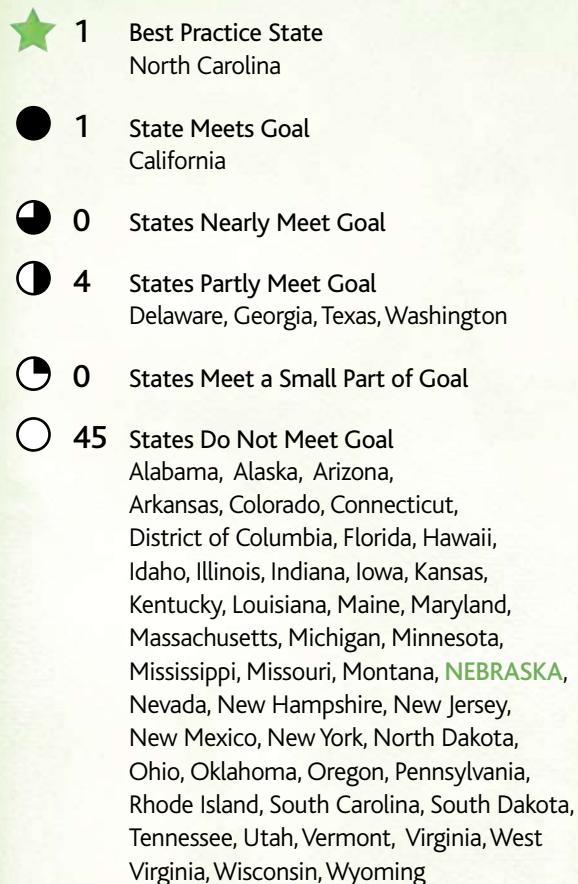 1 Best Practice State
North Carolina
1 State Meets Goal
California
0 States Nearly Meet Goal
4 States Partly Meet Goal
Delaware, Georgia, Texas, Washington
0 States Meet a Small Part of Goal
45 States Do Not Meet Goal
Alabama, Alaska, Arizona,
Arkansas, Colorado, Connecticut,
District of Columbia, Florida, Hawaii,
Idaho, Illinois, Indiana, Iowa, Kansas,
Kentucky, Louisiana, Maine, Maryland,
Massachusetts, Michigan, Minnesota,
Mississippi, Missouri, Montana, NEBRASKA,
Nevada, New Hampshire, New Jersey,
New Mexico, New York, North Dakota,
Ohio, Oklahoma, Oregon, Pennsylvania,
Rhode Island, South Carolina, South Dakota,
Tennessee, Utah, Vermont, Virginia, West
Virginia, Wisconsin, Wyoming